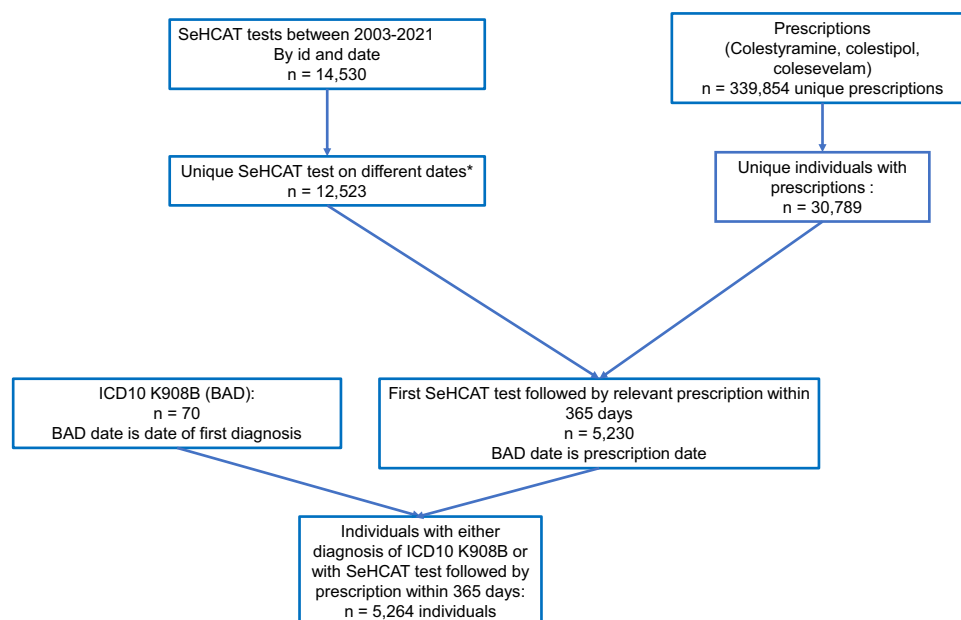 SeHCAT tests between 2003-2021
By id and date
n = 14,530
Prescriptions
(Colestyramine, colestipol,
colesevelam)
n = 339,854 unique prescriptions
Unique SeHCAT test on different dates*
n = 12,523
Unique individuals with
prescriptions :
n = 30,789
ICD10 K908B (BAD):
n = 70
BAD date is date of first diagnosis
First SeHCAT test followed by relevant prescription within
365 days
n = 5,230
BAD date is prescription date
Individuals with either
diagnosis of ICD10 K908B or
with SeHCAT test followed by
prescription within 365 days:
n = 5,264 individuals